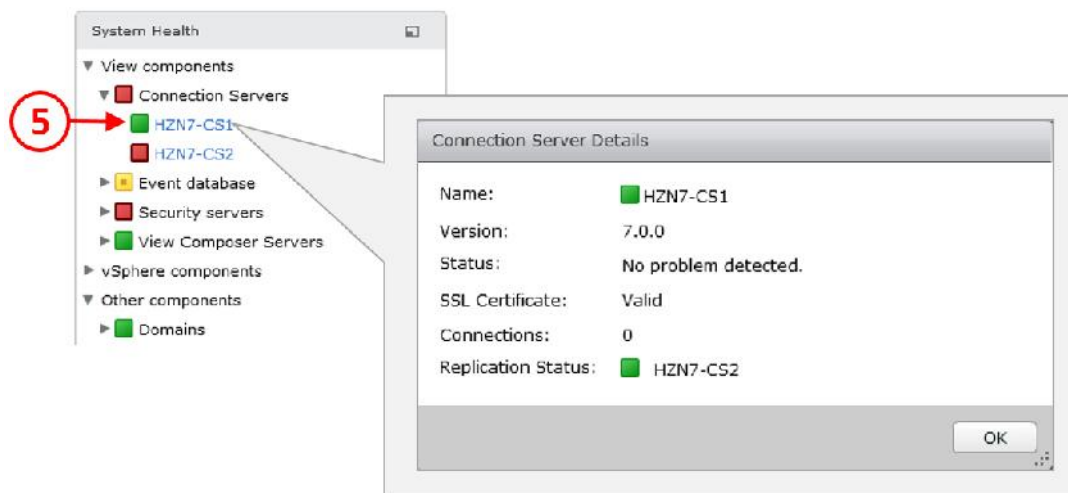 System Health
View components
Connection Servers
5
HZN7-CS1
HZN7-CS2
Event database
Security servers
View Composer Servers
vSphere components
Other components
Domains
Connection Server Details
Name: HZN7-CS1
Version: 7.0.0
Status: No problem detected.
SSL Certificate: Valid
Connections: 0
Replication Status: HZN7-CS2
OK